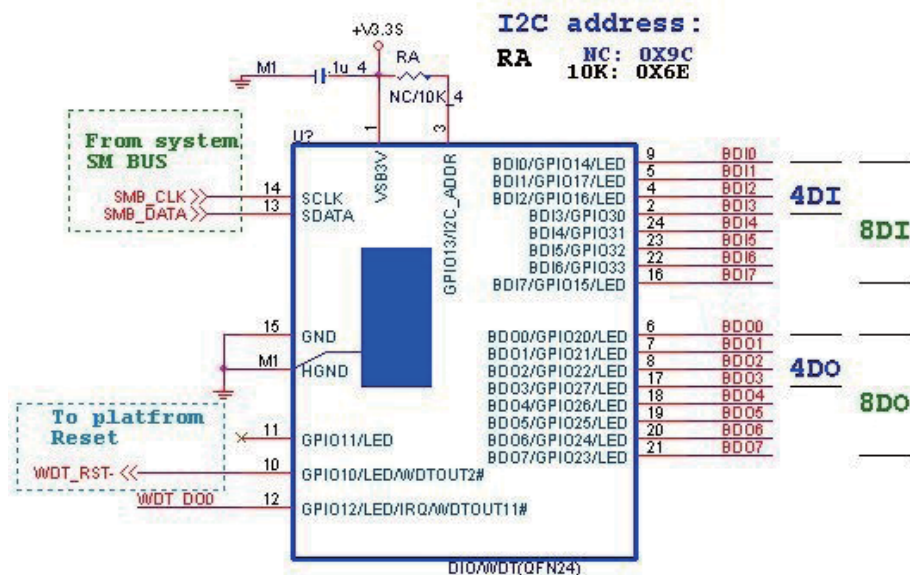 I2C address:
RA
NC: 0X9C
10K: 0X6E
+V3.3S
M1
.1u_4
RA
NC/10K_4
1
3
U?
VSB3V
GPIO13/I2C_ADDR
From system
SM BUS
SMB_CLK
14
SCLK
SMB_DATA
13
SDATA
BDI0/GPIO14/LED
9
BDI0
BDI1/GPIO17/LED
5
BDI1
BDI2/GPIO16/LED
4
BDI2
BDI3/GPIO30
2
BDI3
BDI4/GPIO31
24
BDI4
BDI5/GPIO32
23
BDI5
BDI6/GPIO33
22
BDI6
BDI7/GPIO15/LED
16
BDI7
4DI
8DI
15
GND
M1
HGND
BDO0/GPIO20/LED
6
BDO0
BDO1/GPIO21/LED
7
BDO1
BDO2/GPIO22/LED
8
BDO2
BDO3/GPIO27/LED
17
BDO3
BDO4/GPIO26/LED
18
BDO4
BDO5/GPIO25/LED
19
BDO5
BDO6/GPIO24/LED
20
BDO6
BDO7/GPIO23/LED
21
BDO7
4DO
8DO
To platfrom
Reset
11
GPIO11/LED
WDT_RST-
10
GPIO10/LED/WDTOUT2#
WDT_DO0
12
GPIO12/LED/IRQ/WDTOUT11#
DIO/WDT(QFN24)